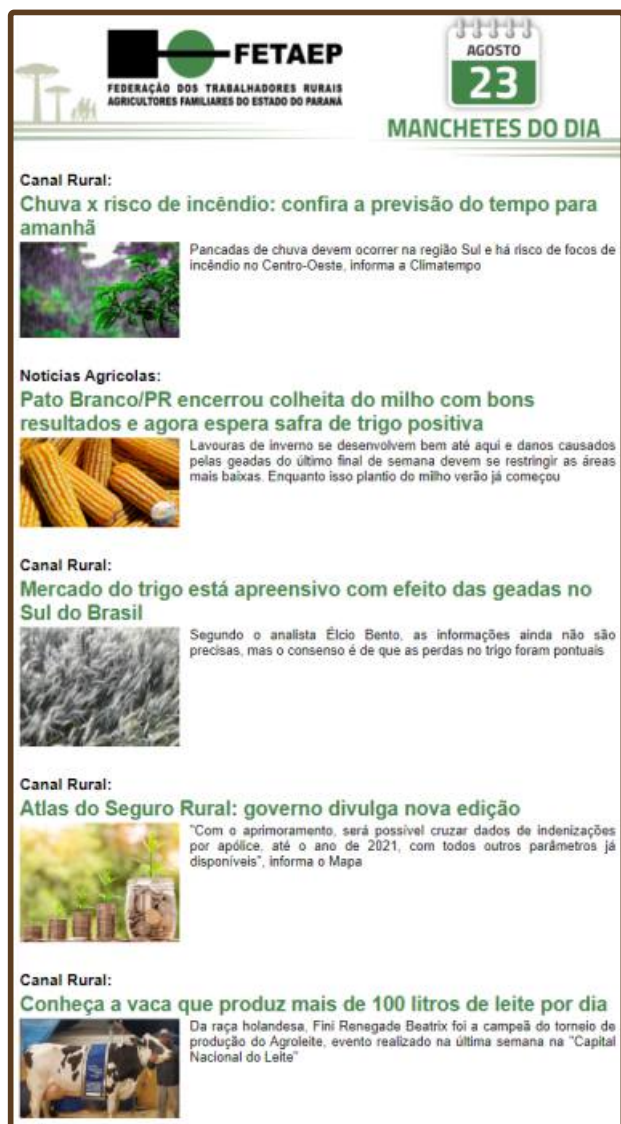 FETAEP
FEDERAÇÃO DOS TRABALHADORES RURAIS
AGRICULTORES FAMILIARES DO ESTADO DO PARANÁ
AGOSTO
23
MANCHETES DO DIA
Canal Rural:
Chuva x risco de incêndio: confira a previsão do tempo para
amanhã
Pancadas de chuva devem ocorrer na região Sul e há risco de focos de
incêndio no Centro-Oeste, informa a Climatempo
Notícias Agrícolas:
Pato Branco/PR encerrou colheita do milho com bons
resultados e agora espera safra de trigo positiva
Lavouras de inverno se desenvolvem bem até aqui e danos causados
pelas geadas do último final de semana devem se restringir as áreas
mais baixas. Enquanto isso plantio do milho verão já começou
Canal Rural:
Mercado do trigo está apreensivo com efeito das geadas no
Sul do Brasil
Segundo o analista Élcio Bento, as informações ainda não são
precisas, mas o consenso é de que as perdas no trigo foram pontuais
Canal Rural:
Atlas do Seguro Rural: governo divulga nova edição
"Com o aprimoramento, será possível cruzar dados de indenizações
por apólice, até o ano de 2021, com todos outros parâmetros já
disponíveis", informa o Mapa
Canal Rural:
Conheça a vaca que produz mais de 100 litros de leite por dia
Da raça holandesa, Fini Renegade Beatrix foi a campeã do torneio de
produção do Agroleite, evento realizado na última semana na "Capital
Nacional do Leite"